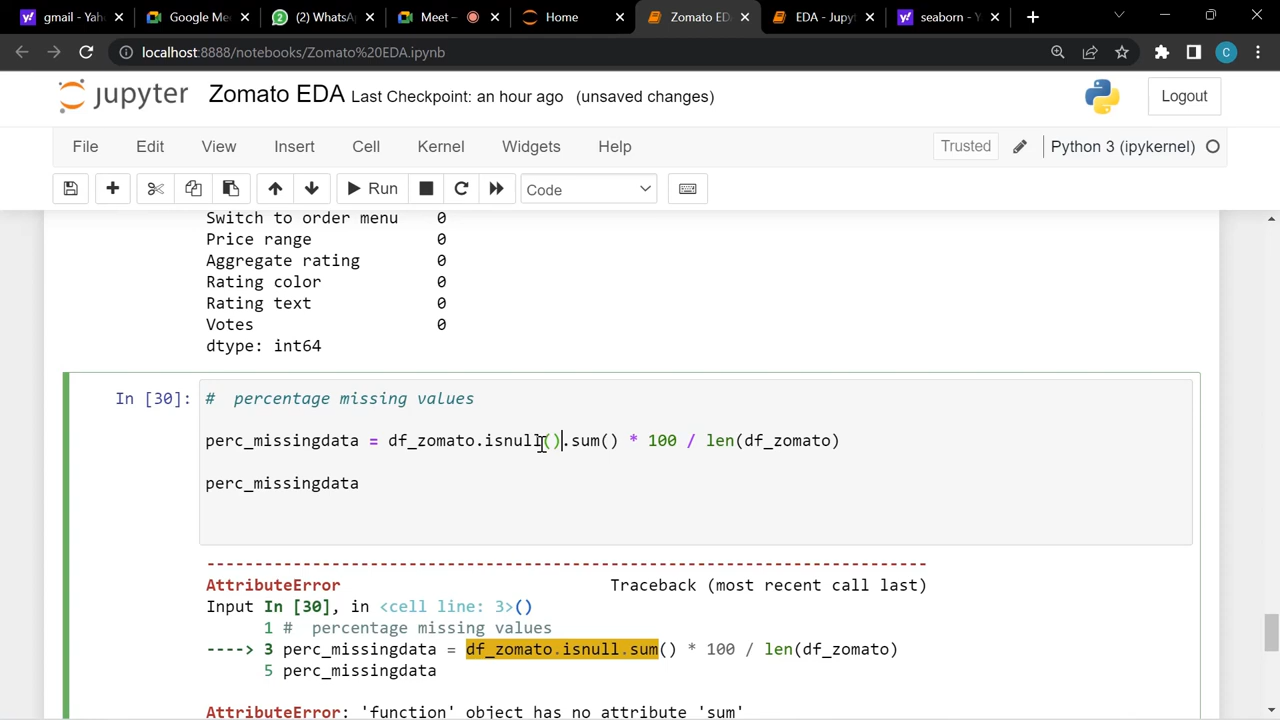 gmail - Yaho
Google Mee
(2) WhatsA
Meet –
Home
Zomato ED
EDA - Jupyt
seaborn - Y
localhost:8888/notebooks/Zomato%20EDA.ipynb
C
jupyter Zomato EDA Last Checkpoint: an hour ago (unsaved changes)
Logout
File Edit View Insert Cell Kernel Widgets Help
Trusted
Python 3 (ipykernel)
Run
Code
Switch to order menu 0
Price range 0
Aggregate rating 0
Rating color 0
Rating text 0
Votes 0
dtype: int64
In [30]: # percentage missing values
perc_missingdata = df_zomato.isnull().sum() * 100 / len(df_zomato)
perc_missingdata
---------------------------------------------------------------------------
AttributeError Traceback (most recent call last)
Input In [30], in <cell line: 3>()
1 # percentage missing values
----> 3 perc_missingdata = df_zomato.isnull.sum() * 100 / len(df_zomato)
5 perc_missingdata
AttributeError: 'function' object has no attribute 'sum'